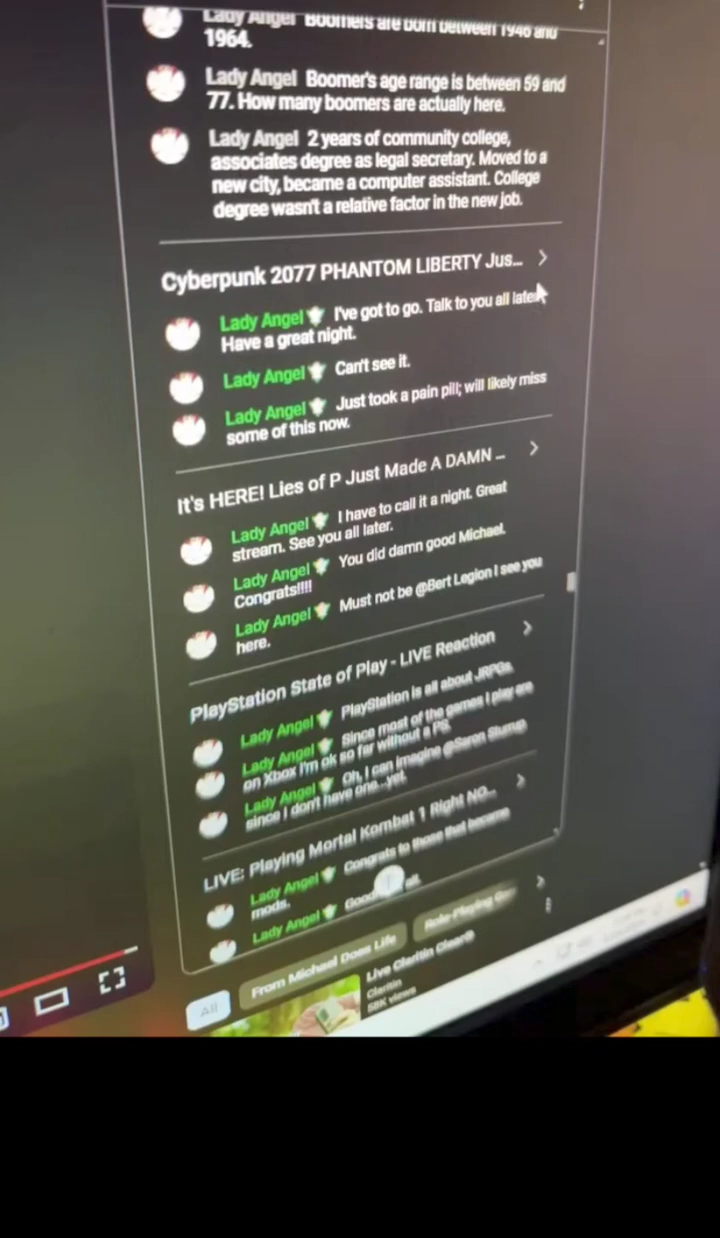 Lady Angel Boomers are born between 1946 and
1964.
Lady Angel Boomer's age range is between 59 and
77. How many boomers are actually here.
Lady Angel 2 years of community college,
associates degree as legal secretary. Moved to a
new city, became a computer assistant. College
degree wasn't a relative factor in the new job.
Cyberpunk 2077 PHANTOM LIBERTY Jus...
Lady Angel I've got to go. Talk to you all later.
Have a great night.
Lady Angel Can't see it.
Lady Angel Just took a pain pill; will likely miss
some of this now.
It's HERE! Lies of P Just Made A DAMN ...
Lady Angel I have to call it a night. Great
stream. See you all later.
Lady Angel You did damn good Michael.
Congrats!!!!
Lady Angel Must not be @Bert Legion I see you
here.
PlayStation State of Play - LIVE Reaction
Lady Angel PlayStation is all about JRPGs.
Lady Angel Since most of the games I play are
on Xbox I'm ok so far without a PS.
Lady Angel Oh, I can imagine @Saron Stump
since I don't have one...yet.
LIVE: Playing Mortal Kombat 1 Right NO...
Lady Angel Congrats to those that became
mods.
Lady Angel all.
All
From Michael Does Life
Role-Playing
Live Claritin Clear®
Claritin
58K views